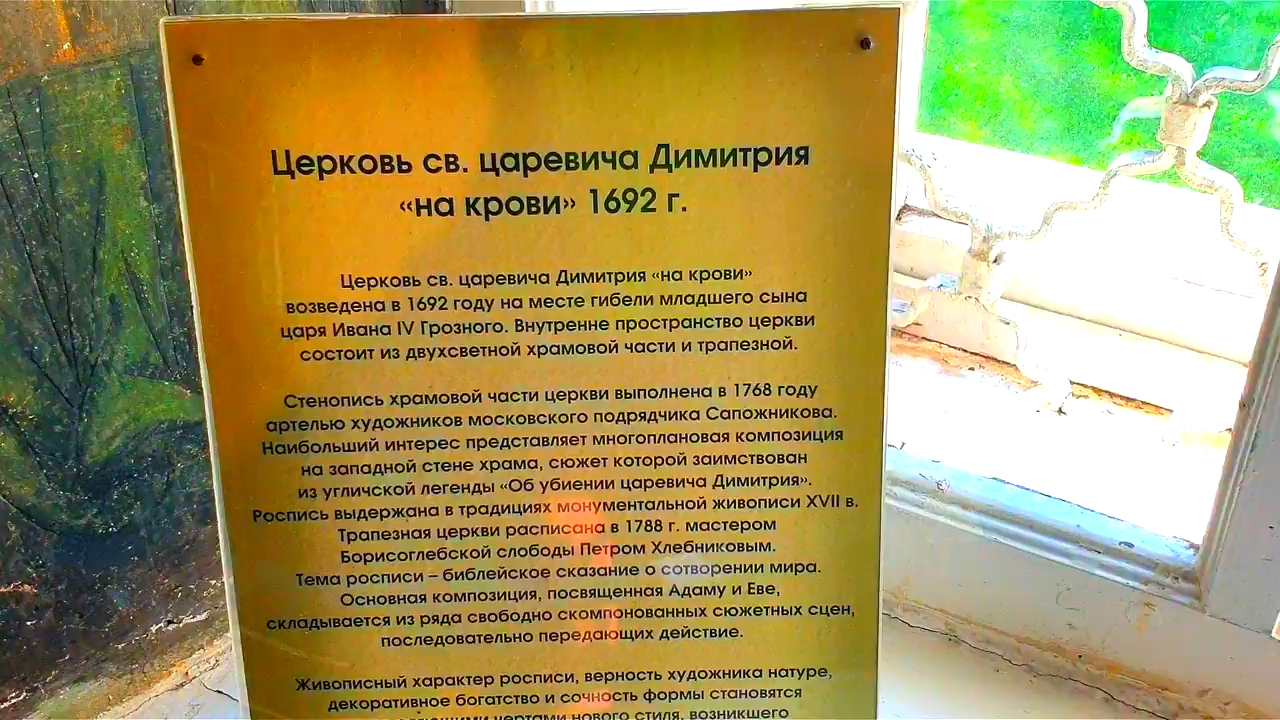 Церковь св. царевича Димитрия
«на крови» 1692 г.
Церковь св. царевича Димитрия «на крови»
возведена в 1692 году на месте гибели младшего сына
царя Ивана IV Грозного. Внутренне пространство церкви
состоит из двухсветной храмовой части и трапезной.
Стенопись храмовой части церкви выполнена в 1768 году
артелью художников московского подрядчика Сапожникова.
Наибольший интерес представляет многоплановая композиция
на западной стене храма, сюжет которой заимствован
из угличской легенды «Об убиении царевича Димитрия».
Роспись выдержана в традициях монументальной живописи XVII в.
Трапезная церкви расписана в 1788 г. мастером
Борисоглебской слободы Петром Хлебниковым.
Тема росписи – библейское сказание о сотворении мира.
Основная композиция, посвященная Адаму и Еве,
складывается из ряда свободно скомпонованных сюжетных сцен,
последовательно передающих действие.
Живописный характер росписи, верность художника натуре,
декоративное богатство и сочность формы становятся
чертами нового стиля, возникшего